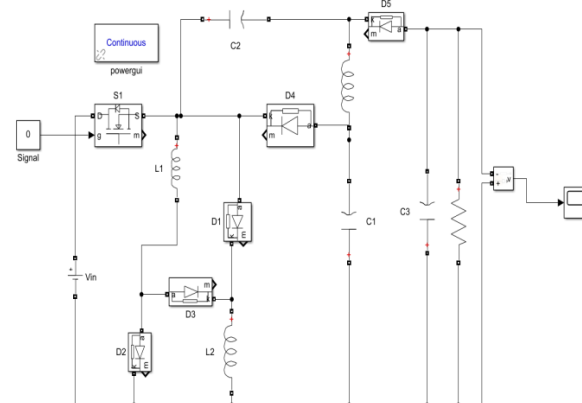 D5
k
a
m
C2
Continuous
powergui
S1
D4
D
S
g
m
k
a
m
0
Signal
L1
a
D1
k
m
C1
C3
-
+
v
+
Vin
m
a
k
D3
a
D2
k
m
L2